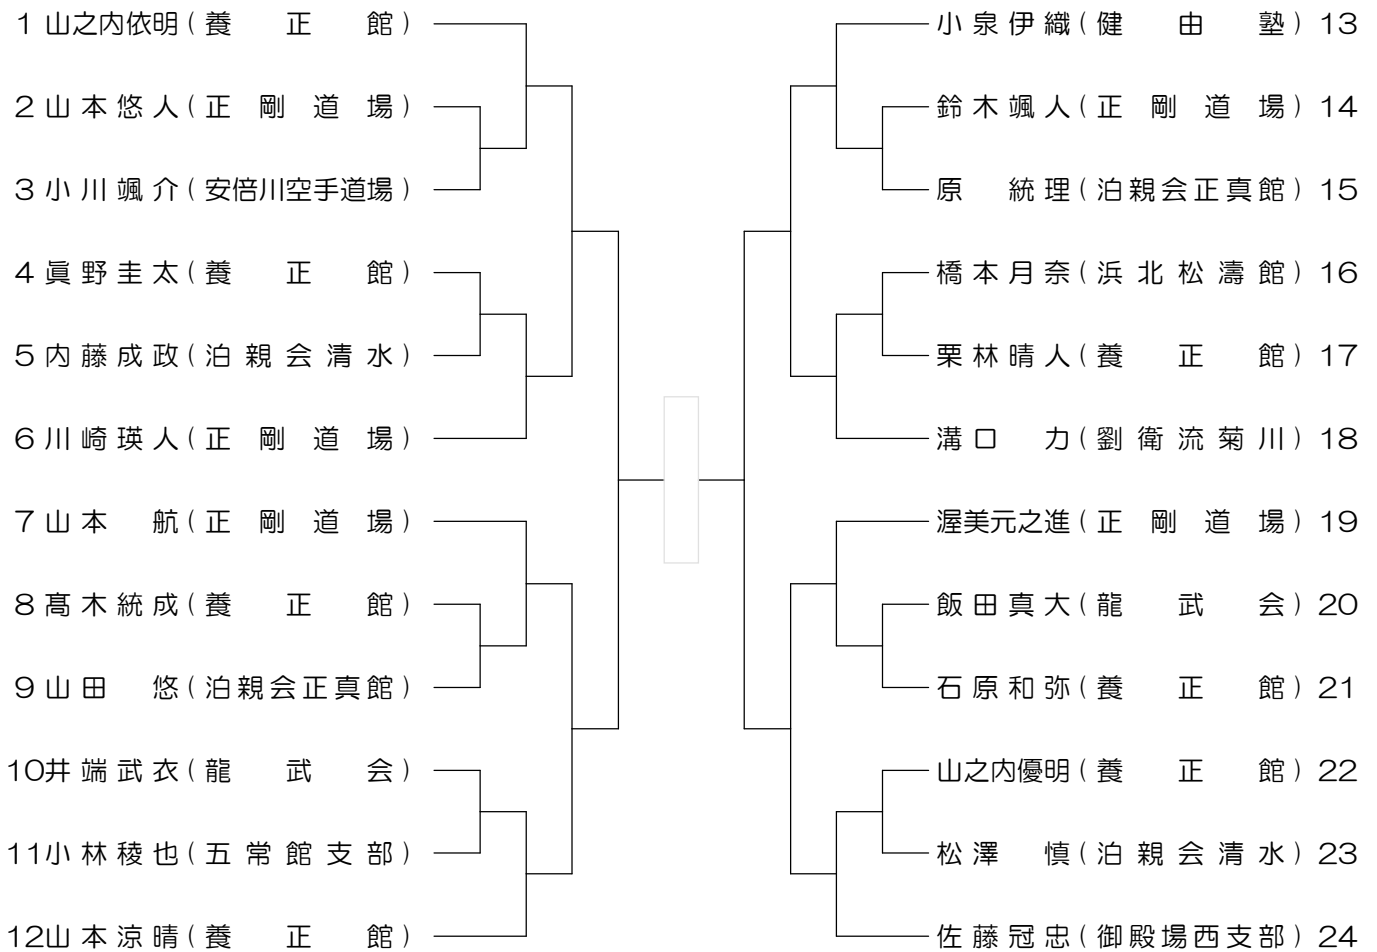 1 山之内依明(養正館)
2 山本悠人(正剛道場)
3 小川颯介(安倍川空手道場)
4 眞野圭太(養正館)
5 内藤成政(泊親会清水)
6 川崎瑛人(正剛道場)
7 山本 航(正剛道場)
8 髙木統成(養正館)
9 山田 悠(泊親会正真館)
10 井端武衣(龍武会)
11 小林稜也(五常館支部)
12 山本涼晴(養正館)
小泉伊織(健由塾) 13
鈴木颯人(正剛道場) 14
原 統理(泊親会正真館) 15
橋本月奈(浜北松濤館) 16
栗林晴人(養正館) 17
溝口 力(劉衛流菊川) 18
渥美元之進(正剛道場) 19
飯田真大(龍武会) 20
石原和弥(養正館) 21
山之内優明(養正館) 22
松澤 慎(泊親会清水) 23
佐藤冠忠(御殿場西支部) 24